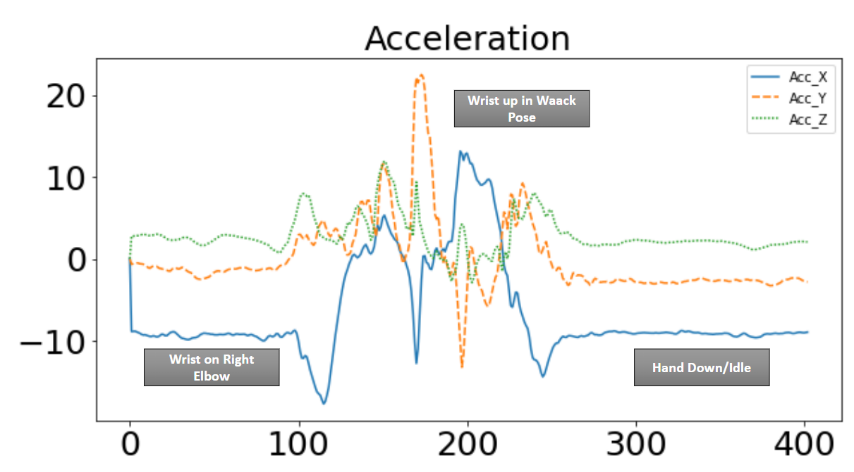 Acceleration
20
10
0
−10
Acc_X
Acc_Y
Acc_Z
Wrist up in Waack
Pose
Wrist on Right
Elbow
Hand Down/Idle
0
100
200
300
400